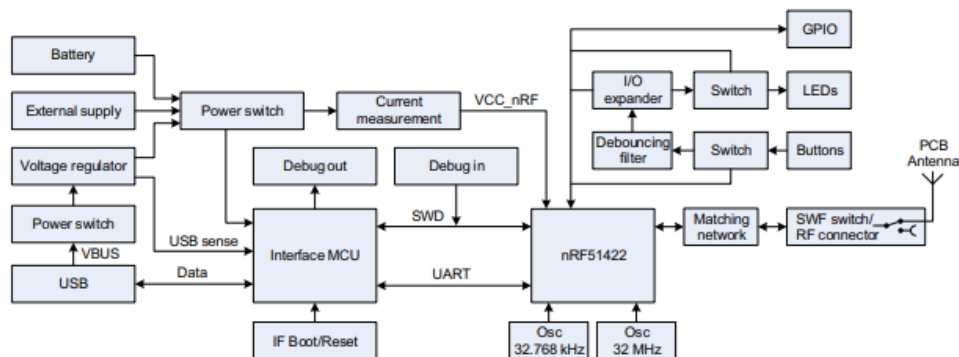 GPIO
Battery
I/O
expander
Switch
LEDs
External supply
Power switch
Current
measurement
VCC_nRF
Debouncing
filter
Switch
Buttons
PCB
Antenna
Voltage regulator
Debug out
Debug in
Power switch
SWD
Matching
network
SWF switch/
RF connector
VBUS
USB sense
Interface MCU
nRF51422
USB
Data
UART
IF Boot/Reset
Osc
32.768 kHz
Osc
32 MHz